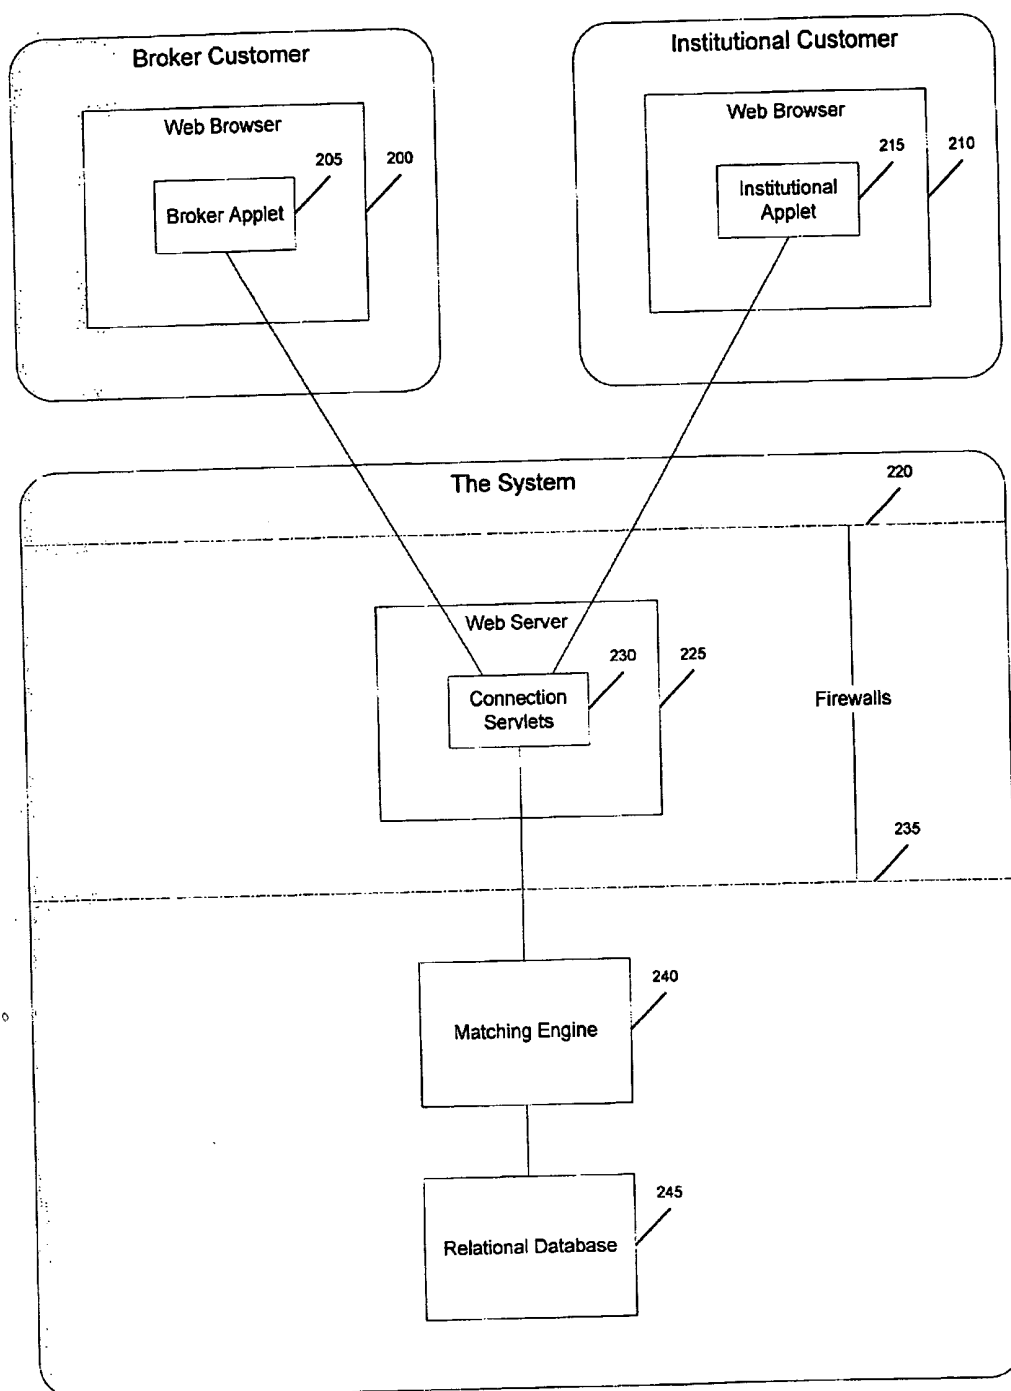 Broker Customer
Web Browser
205
200
Broker Applet
Institutional Customer
Web Browser
215
210
Institutional
Applet
The System
220
Web Server
230
225
Connection
Servlets
Firewalls
235
240
Matching Engine
245
Relational Database